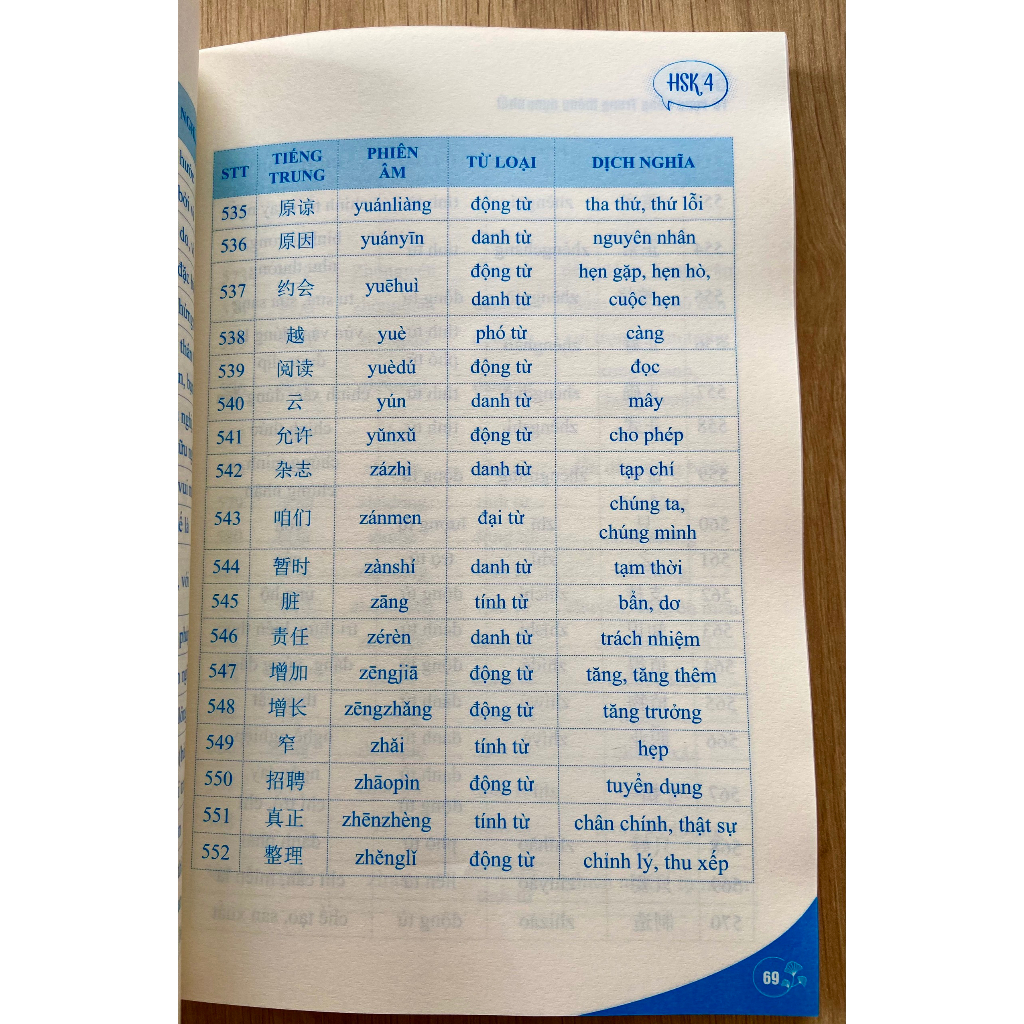 HSK 4
STT TIẾNG TRUNG PHIÊN ÂM TỪ LOẠI DỊCH NGHĨA
535 原谅 yuánliàng động từ tha thứ, thứ lỗi
536 原因 yuányīn danh từ nguyên nhân
537 约会 yuēhuì động từ danh từ hẹn gặp, hẹn hò, cuộc hẹn
538 越 yuè phó từ càng
539 阅读 yuèdú động từ đọc
540 云 yún danh từ mây
541 允许 yǔnxǔ động từ cho phép
542 杂志 zázhì danh từ tạp chí
543 咱们 zánmen đại từ chúng ta, chúng mình
544 暂时 zànshí danh từ tạm thời
545 脏 zāng tính từ bẩn, dơ
546 责任 zérèn danh từ trách nhiệm
547 增加 zēngjiā động từ tăng, tăng thêm
548 增长 zēngzhǎng động từ tăng trưởng
549 窄 zhǎi tính từ hẹp
550 招聘 zhāopìn động từ tuyển dụng
551 真正 zhēnzhèng tính từ chân chính, thật sự
552 整理 zhěnglǐ động từ chỉnh lý, thu xếp
69